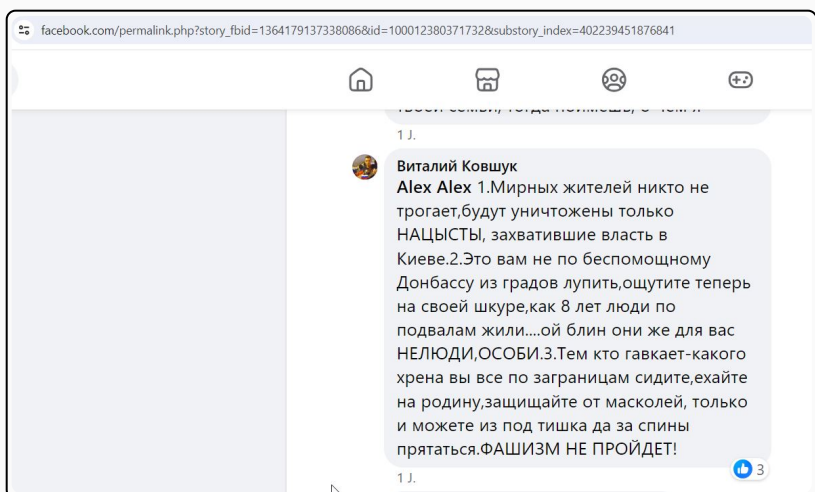 facebook.com/permalink.php?story_fbid=1364179137338086&id=100012380371732&substory_index=402239451876841
1 J.
Виталий Ковшук
Alex Alex 1.Мирных жителей никто не
трогает,будут уничтожены только
НАЦЫСТЫ, захватившие власть в
Киеве.2.Это вам не по беспомощному
Донбассу из градов лупить,ощутите теперь
на своей шкуре,как 8 лет люди по
подвалам жили....ой блин они же для вас
НЕЛЮДИ,ОСОБИ.3.Тем кто гавкает-какого
хрена вы все по заграницам сидите,ехайте
на родину,защищайте от масколей, только
и можете из под тишка да за спины
прятаться.ФАШИЗМ НЕ ПРОЙДЕТ!
3
1 J.